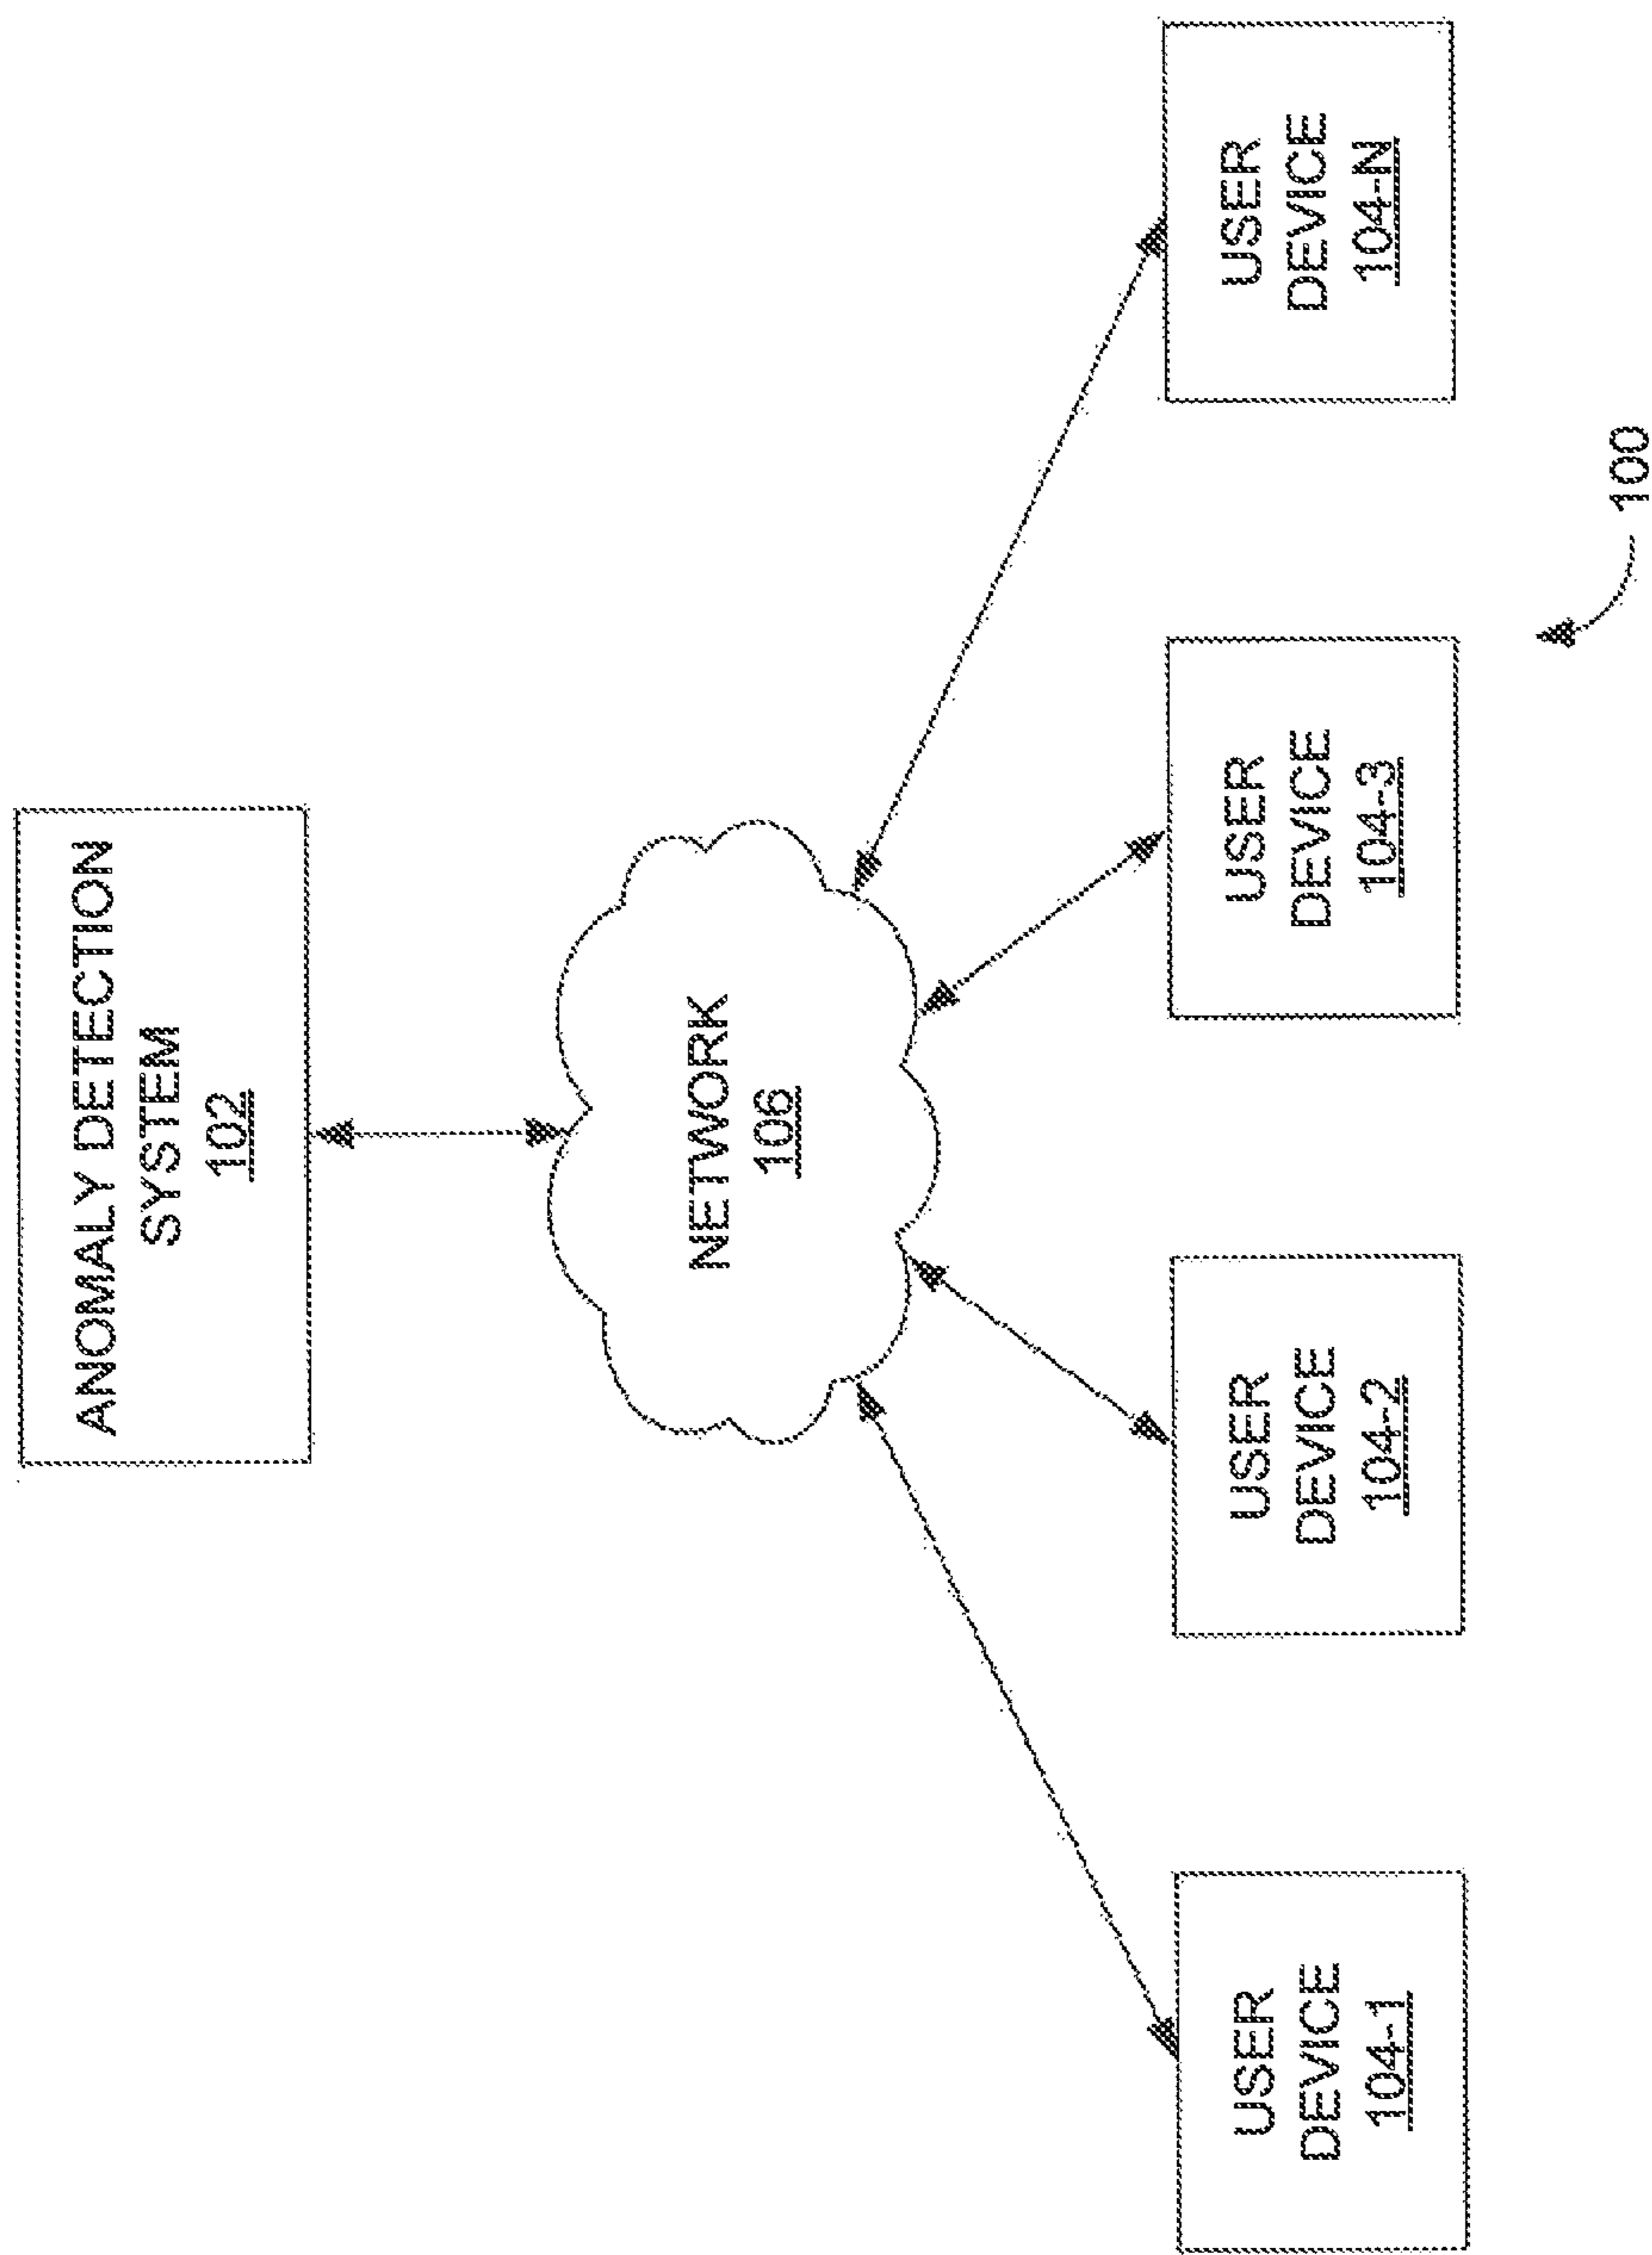 ANOMALY DETECTION
SYSTEM
102
NETWORK
106
USER
DEVICE
104-1
USER
DEVICE
104-2
USER
DEVICE
104-3
USER
DEVICE
104-N
100